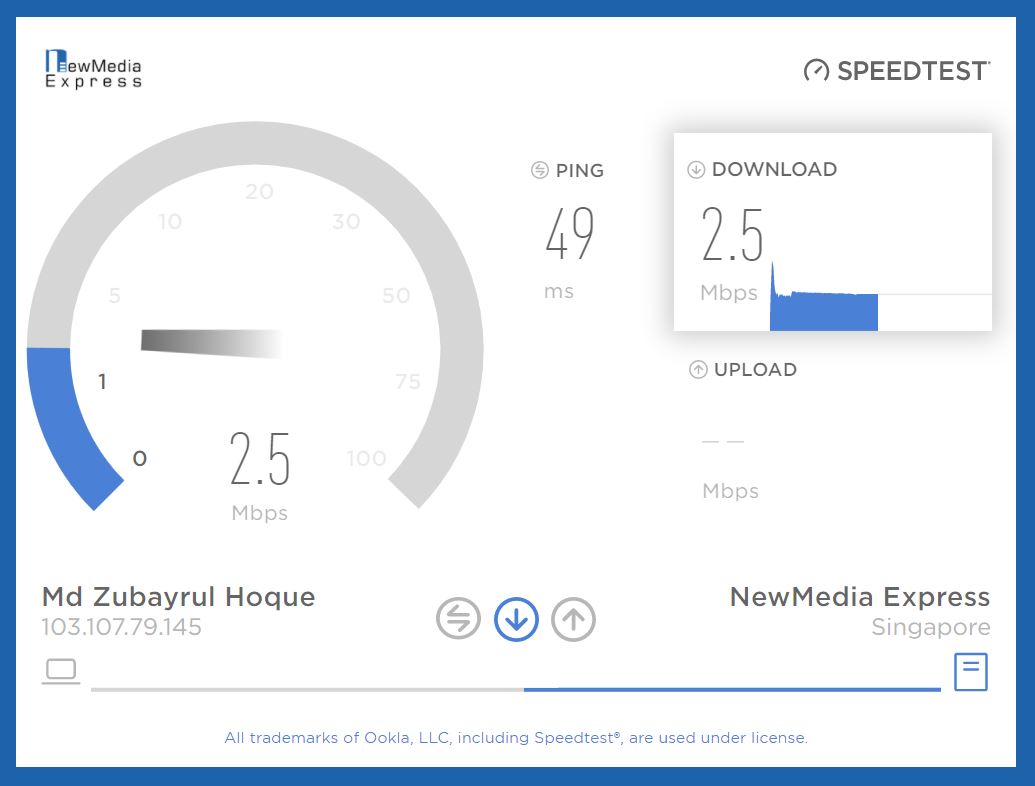 NewMedia
Express
SPEEDTEST
PING
49
ms
DOWNLOAD
2.5
Mbps
UPLOAD
— —
Mbps
20
10
30
5
50
1
75
0
100
2.5
Mbps
Md Zubayrul Hoque
103.107.79.145
NewMedia Express
Singapore
All trademarks of Ookla, LLC, including Speedtest®, are used under license.